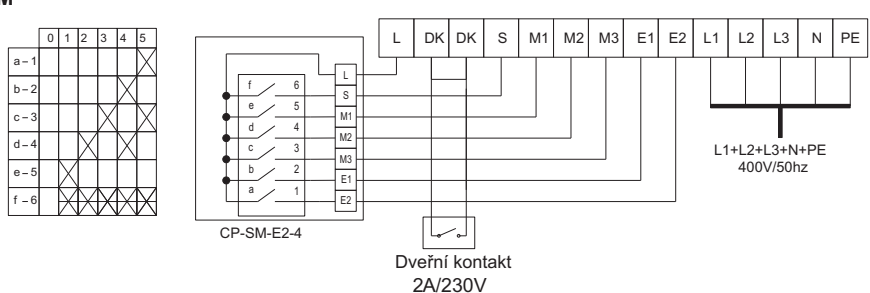 M
0 1 2 3 4 5
a - 1
b - 2
c - 3
d - 4
e - 5
f - 6
f 6
e 5
d 4
c 3
b 2
a 1
L
S
M1
M2
M3
E1
E2
CP-SM-E2-4
L DK DK S M1 M2 M3 E1 E2 L1 L2 L3 N PE
L1+L2+L3+N+PE
400V/50hz
Dveřní kontakt
2A/230V